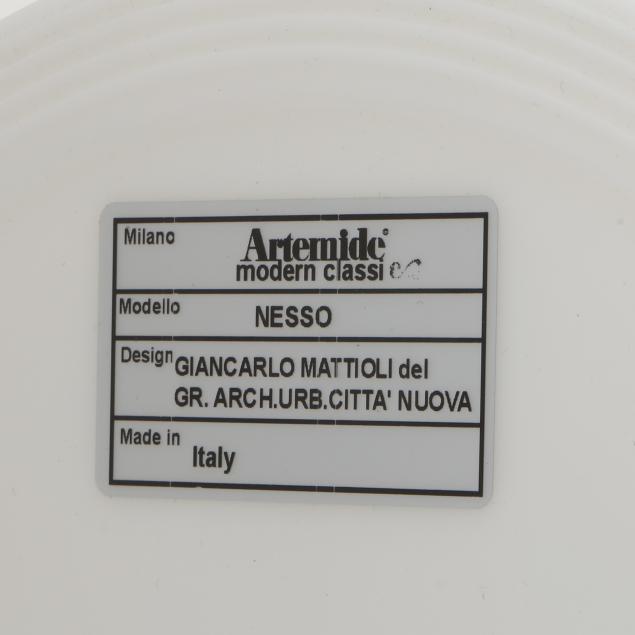 Milano
Artemide®
modern classi
Modello
NESSO
Design
GIANCARLO MATTIOLI del
GR. ARCH.URB.CITTA' NUOVA
Made in
Italy